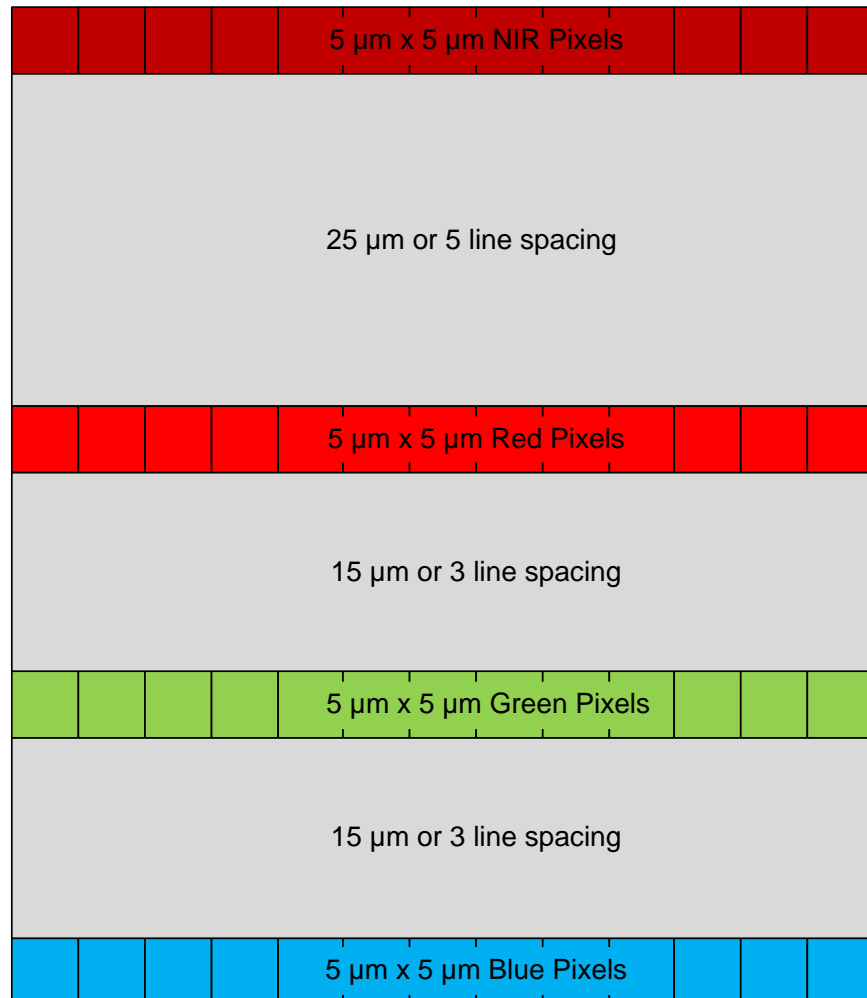 5 µm x 5 µm NIR Pixels
25 µm or 5 line spacing
5 µm x 5 µm Red Pixels
15 µm or 3 line spacing
5 µm x 5 µm Green Pixels
15 µm or 3 line spacing
5 µm x 5 µm Blue Pixels